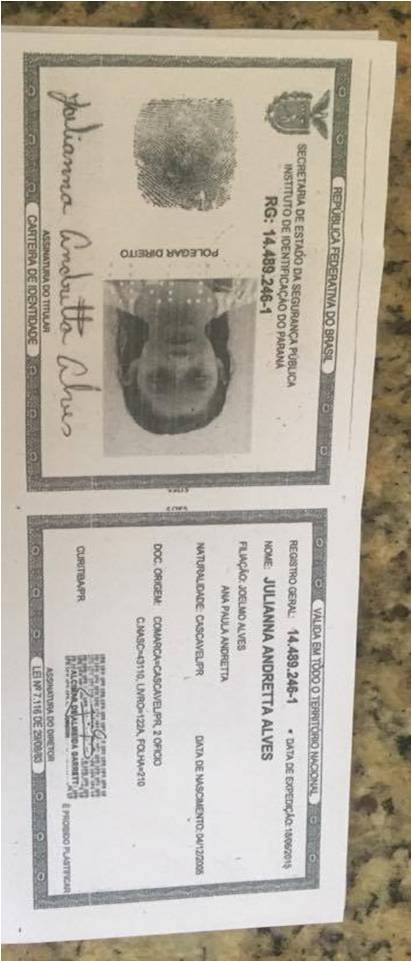 REPÚBLICA FEDERATIVA DO BRASIL
SECRETARIA DE ESTADO DA SEGURANÇA PÚBLICA
INSTITUTO DE IDENTIFICAÇÃO DO PARANÁ
RG: 14.489.246-1
POLEGAR DIREITO
Julianna Andretta Alves
ASSINATURA DO TITULAR
CARTEIRA DE IDENTIDADE
VÁLIDA EM TODO O TERRITÓRIO NACIONAL
REGISTRO GERAL: 14.489.246-1 • DATA DE EXPEDIÇÃO: 18/06/2015
NOME: JULIANNA ANDRETTA ALVES
FILIAÇÃO: JOELMO ALVES
ANA PAULA ANDRETTA
NATURALIDADE: CASCAVEL/PR DATA DE NASCIMENTO: 04/12/2005
DOC. ORIGEM: COMARCA=CASCAVEL/PR, 2 OFICIO
C.NASC=43110, LIVRO=122A, FOLHA=210
CURITIBA/PR
ASSINATURA DO DIRETOR
É PROIBIDO PLASTIFICAR
LEI Nº 7.116 DE 29/08/83